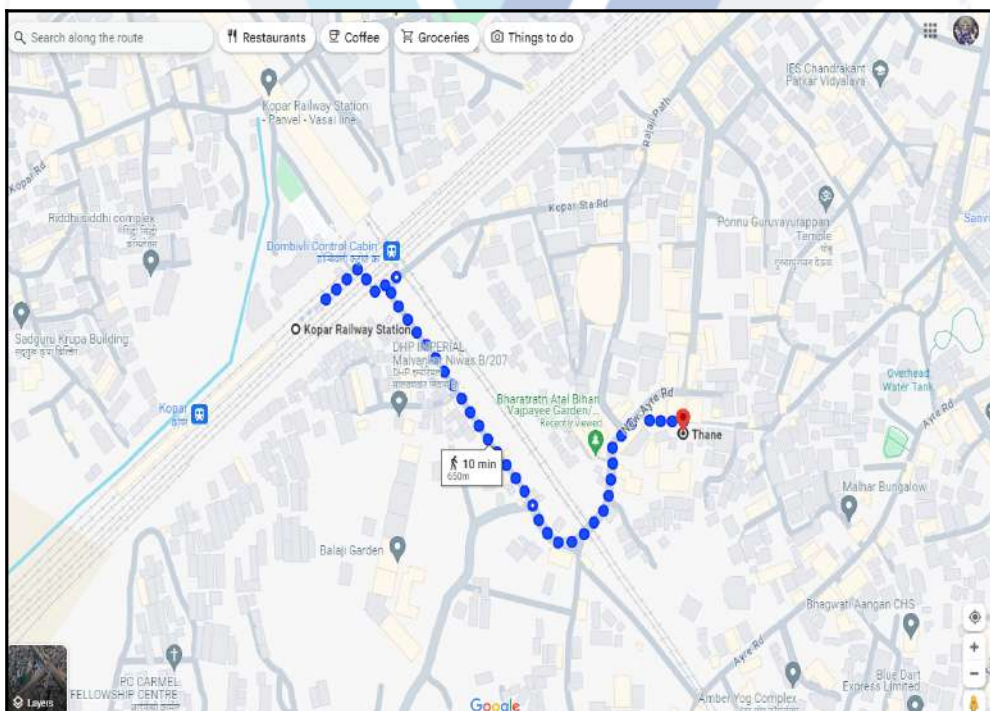 Search along the route
Restaurants
Coffee
Groceries
Things to do
IES Chandrakant
Patkar Vidyalaya
Kopar Railway Station
- Panvel - Vasai line
Balaji Path
Kopar Rd
Kopar Sta Rd
Riddhi siddhi complex
Ponnu Guruvayurappan
Temple
Dombivli Control Cabin
Kopar Railway Station
Sadguru Krupa Building
DHP IMPERIAL
Malvankar Niwas B/207
Overhead
Water Tank
Bharatratn Atal Bihari
Vajpayee Garden/...
Recently viewed
New Ayre Rd
Ayre Rd
Kopar
Thane
10 min
650m
Malhar Bungalow
Balaji Garden
Bhagwati Aangan CHS
Ayre Rd
PC CARMEL
FELLOWSHIP CENTRE
Blue Dart
Express Limited
Amber Yog Complex
Layers
Google